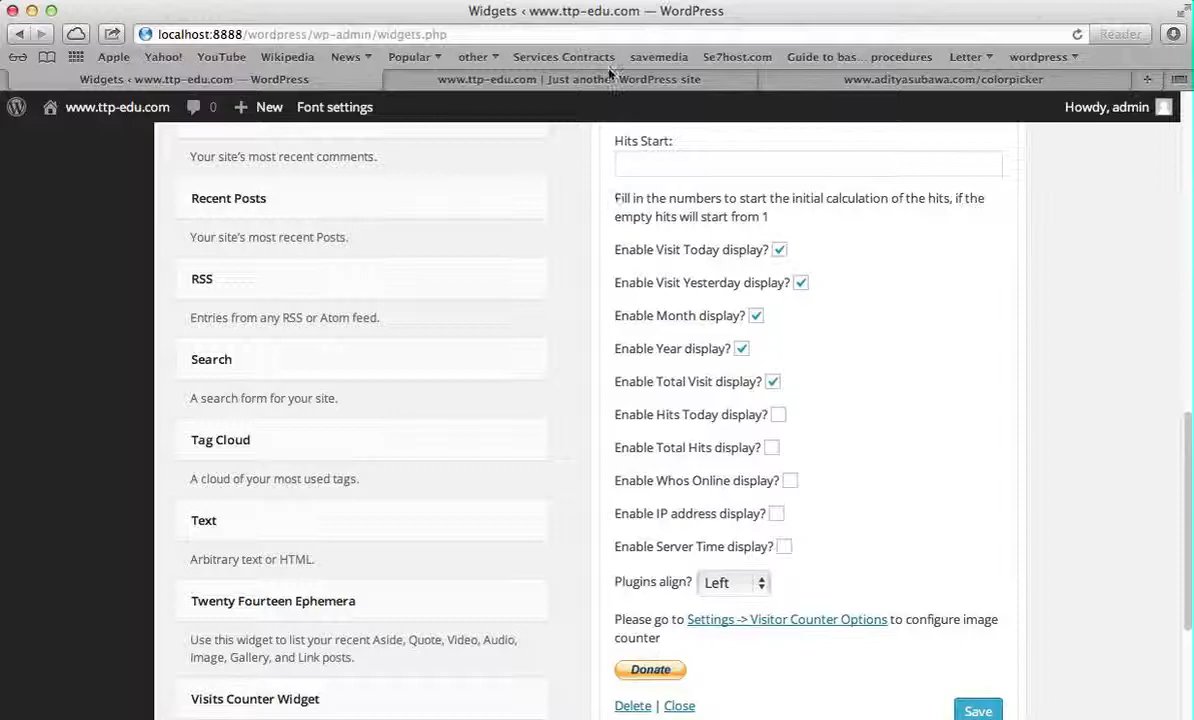 Widgets ‹ www.ttp-edu.com — WordPress
localhost:8888/wordpress/wp-admin/widgets.php
Reader
Apple Yahoo! YouTube Wikipedia News Popular other Services Contracts savemedia Se7host.com Guide to bas... procedures Letter wordpress
Widgets ‹ www.ttp-edu.com — WordPress
www.ttp-edu.com | Just another WordPress site
www.adityasubawa.com/colorpicker
www.ttp-edu.com 0 + New Font settings
Howdy, admin
Your site's most recent comments.
Recent Posts
Your site's most recent Posts.
RSS
Entries from any RSS or Atom feed.
Search
A search form for your site.
Tag Cloud
A cloud of your most used tags.
Text
Arbitrary text or HTML.
Twenty Fourteen Ephemera
Use this widget to list your recent Aside, Quote, Video, Audio,
Image, Gallery, and Link posts.
Visits Counter Widget
Hits Start:
Fill in the numbers to start the initial calculation of the hits, if the
empty hits will start from 1
Enable Visit Today display?
Enable Visit Yesterday display?
Enable Month display?
Enable Year display?
Enable Total Visit display?
Enable Hits Today display?
Enable Total Hits display?
Enable Whos Online display?
Enable IP address display?
Enable Server Time display?
Plugins align? Left
Please go to Settings -> Visitor Counter Options to configure image
counter
Donate
Delete | Close
Save